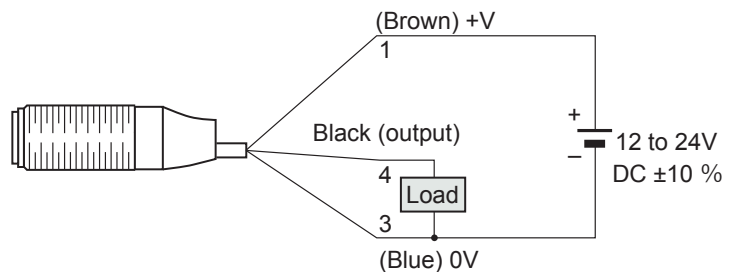 (Brown) +V
1
Black (output)
4
Load
3
(Blue) 0V
+
–
12 to 24V
DC ±10 %